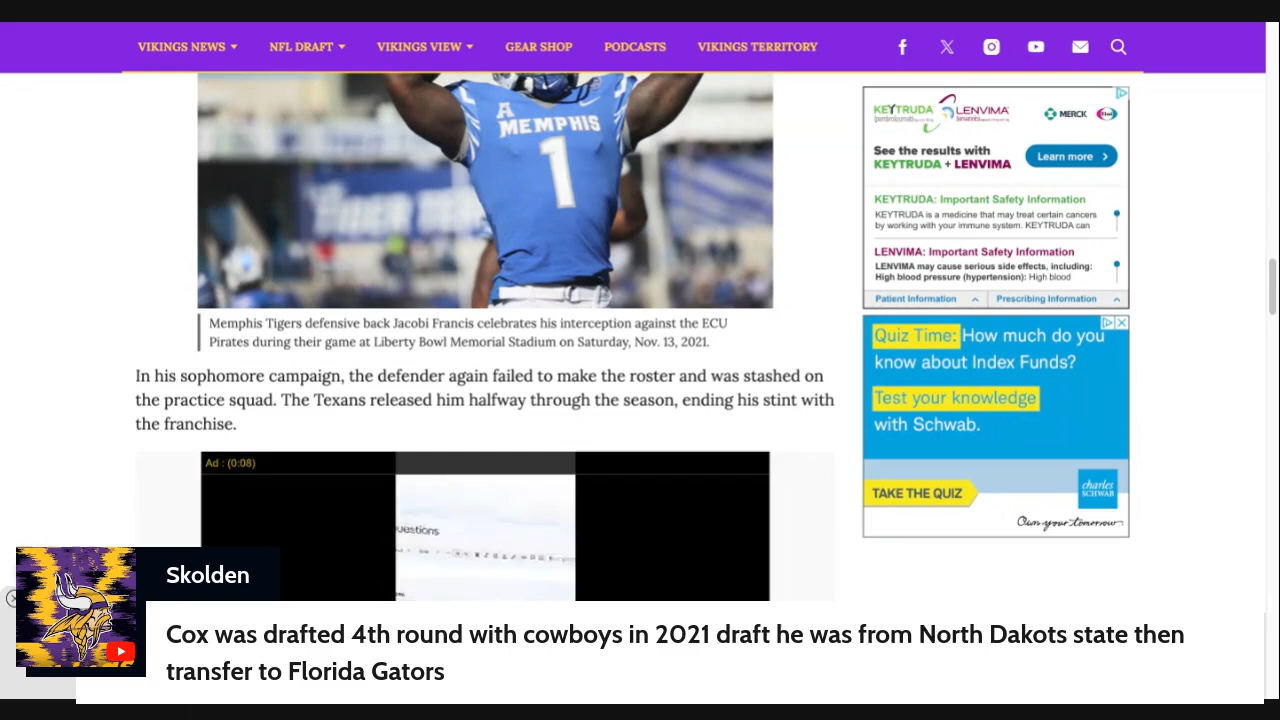 VIKINGS NEWS NFL DRAFT VIKINGS VIEW GEAR SHOP PODCASTS VIKINGS TERRITORY
A
MEMPHIS
1
Memphis Tigers defensive back Jacobi Francis celebrates his interception against the ECU
Pirates during their game at Liberty Bowl Memorial Stadium on Saturday, Nov. 13, 2021.
In his sophomore campaign, the defender again failed to make the roster and was stashed on
the practice squad. The Texans released him halfway through the season, ending his stint with
the franchise.
Ad : (0:08)
uestions
KEYTRUDA LENVIMA MERCK
See the results with
KEYTRUDA + LENVIMA
Learn more
KEYTRUDA: Important Safety Information
KEYTRUDA is a medicine that may treat certain cancers
by working with your immune system. KEYTRUDA can
LENVIMA: Important Safety Information
LENVIMA may cause serious side effects, including:
High blood pressure (hypertension): High blood
Patient Information Prescribing Information
Quiz Time: How much do you
know about Index Funds?
Test your knowledge
with Schwab.
TAKE THE QUIZ
charles
SCHWAB
Own your tomorrow
Skolden
Cox was drafted 4th round with cowboys in 2021 draft he was from North Dakots state then
transfer to Florida Gators